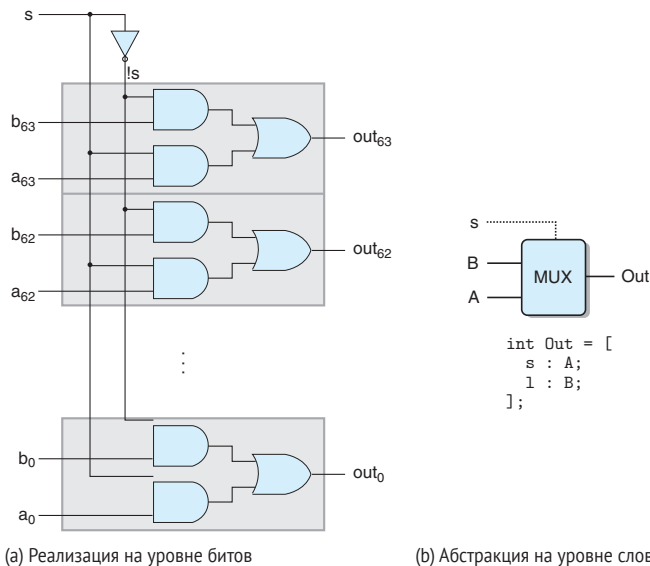 s
!s
b63
a63
out63
b62
a62
out62
⋮
b0
a0
out0
s
B
A
MUX
Out
int Out = [
s : A;
l : B;
];
(a) Реализация на уровне битов
(b) Абстракция на уровне слов